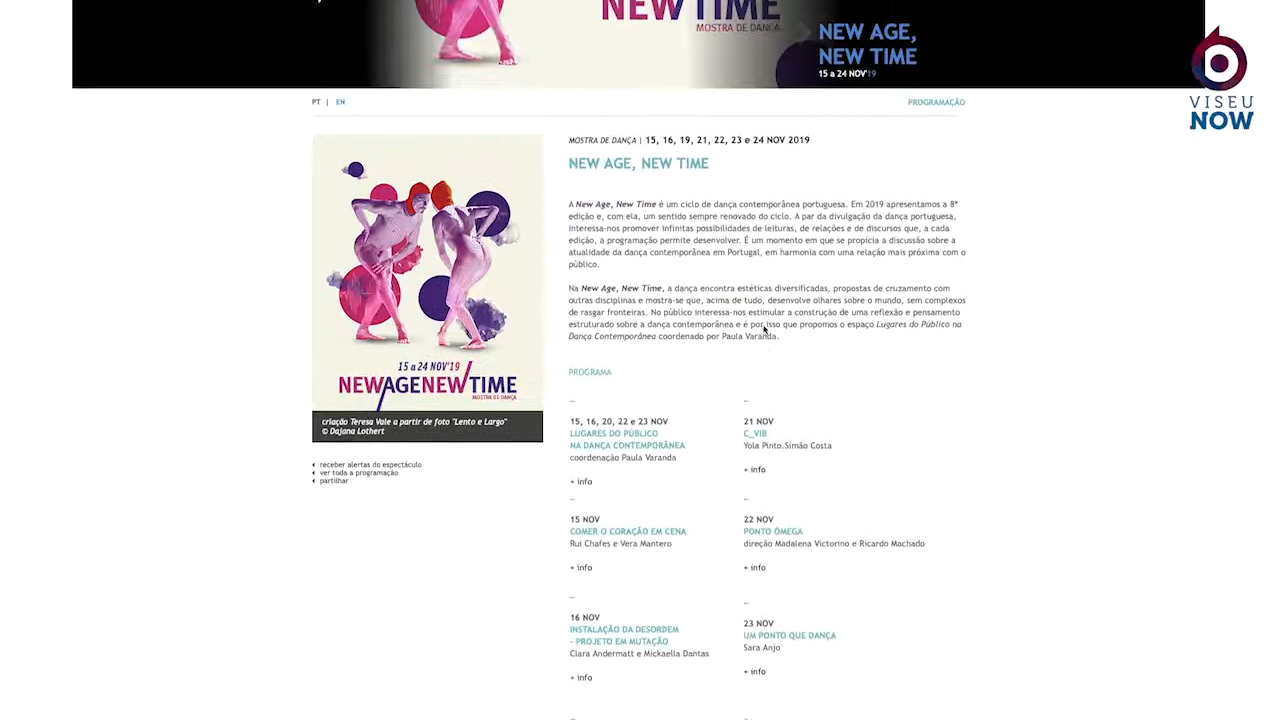 NEW TIME
MOSTRA DE DANÇA
NEW AGE,
NEW TIME
15 a 24 NOV'19
VISEU
NOW
PT | EN
PROGRAMAÇÃO
MOSTRA DE DANÇA | 15, 16, 19, 21, 22, 23 e 24 NOV 2019
NEW AGE, NEW TIME
A New Age, New Time é um ciclo de dança contemporânea portuguesa. Em 2019 apresentamos a 8ª
edição e, com ela, um sentido sempre renovado do ciclo. A par da divulgação da dança portuguesa,
interessa-nos promover infinitas possibilidades de leituras, de relações e de discursos que, a cada
edição, a programação permite desenvolver. É um momento em que se propicia a discussão sobre a
atualidade da dança contemporânea em Portugal, em harmonia com uma relação mais próxima com o
público.
Na New Age, New Time, a dança encontra estéticas diversificadas, propostas de cruzamento com
outras disciplinas e mostra-se que, acima de tudo, desenvolve olhares sobre o mundo, sem complexos
de rasgar fronteiras. No público interessa-nos estimular a construção de uma reflexão e pensamento
estruturado sobre a dança contemporânea e é por isso que propomos o espaço Lugares do Público na
Dança Contemporânea coordenado por Paula Varanda.
15 a 24 NOV'19
NEWAGENEWTIME
MOSTRA DE DANÇA
criação Teresa Vale a partir de foto "Lento e Largo"
© Dajana Lothert
receber alertas do espectáculo
ver toda a programação
partilhar
PROGRAMA
15, 16, 20, 22 e 23 NOV
LUGARES DO PÚBLICO
NA DANÇA CONTEMPORÂNEA
coordenação Paula Varanda
+ info
15 NOV
COMER O CORAÇÃO EM CENA
Rui Chafes e Vera Mantero
+ info
16 NOV
INSTALAÇÃO DA DESORDEM
- PROJETO EM MUTAÇÃO
Clara Andermatt e Mickaella Dantas
+ info
21 NOV
C_VIB
Yola Pinto.Simão Costa
+ info
22 NOV
PONTO ÔMEGA
direção Madalena Victorino e Ricardo Machado
+ info
23 NOV
UM PONTO QUE DANÇA
Sara Anjo
+ info